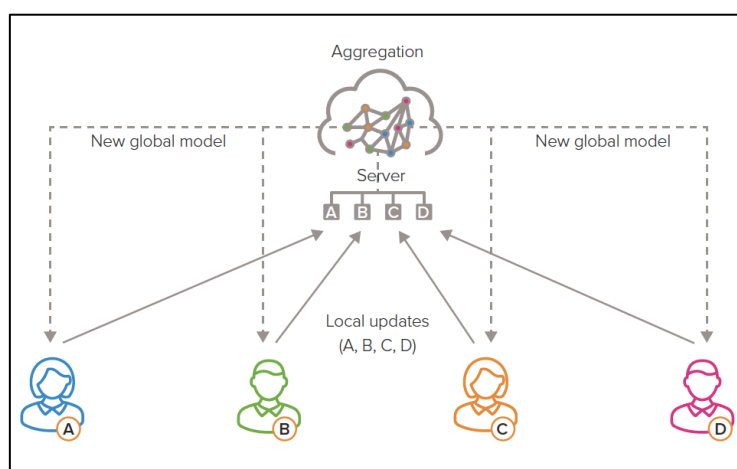 Aggregation
New global model
New global model
Server
A B C D
Local updates
(A, B, C, D)
A
B
C
D